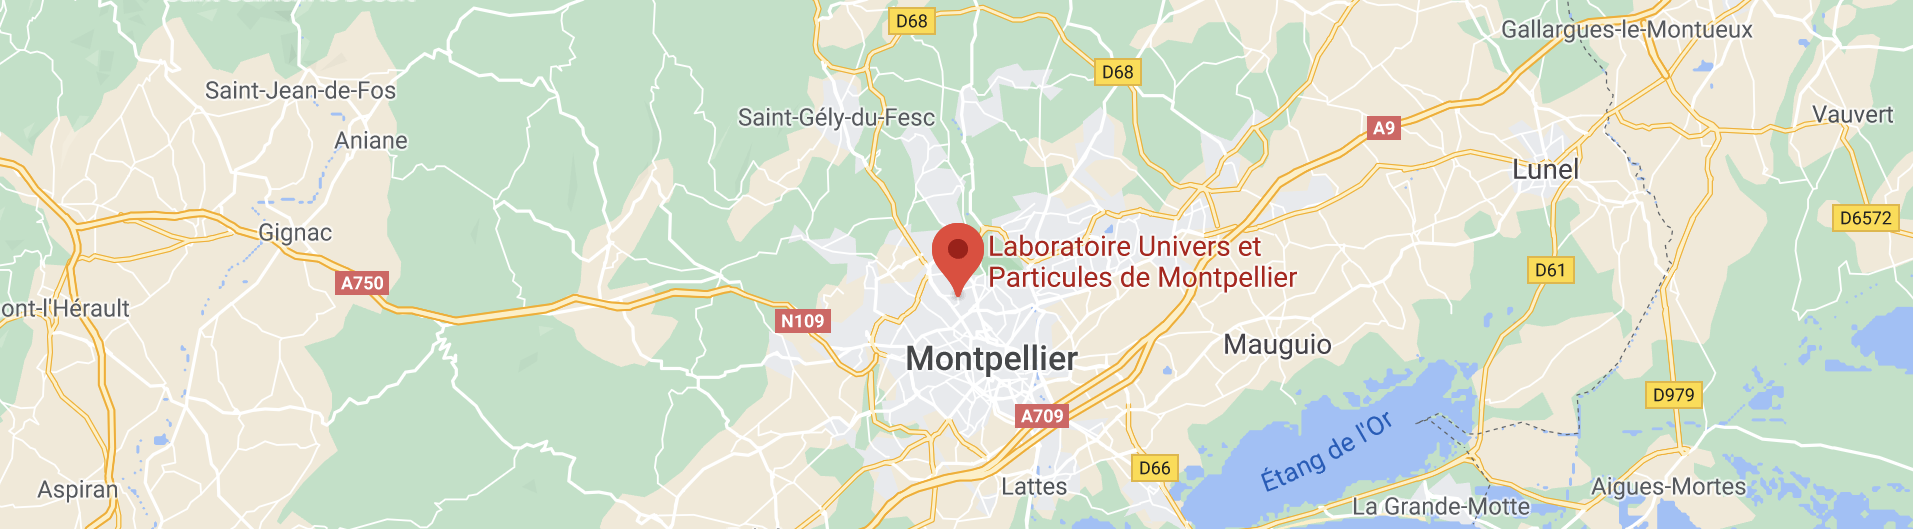 D68
Gallargues-le-Montueux
D68
Saint-Jean-de-Fos
Saint-Gély-du-Fesc
Vauvert
A9
Aniane
Lunel
D6572
Gignac
Laboratoire Univers et
Particules de Montpellier
D61
A750
ont-l'Hérault
N109
Mauguio
Montpellier
D979
A709
Étang de l'Or
D66
Aspiran
Lattes
Aigues-Mortes
La Grande-Motte